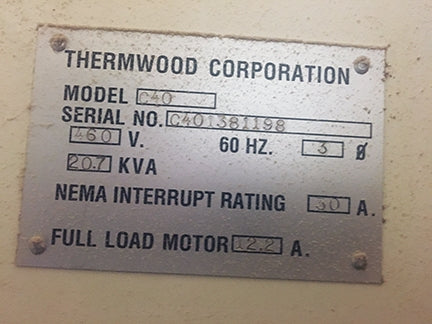 THERMWOOD CORPORATION
MODEL C40
SERIAL NO. C401381198
460 V. 60 HZ. 3 Ø
20.7 KVA
NEMA INTERRUPT RATING 30 A.
FULL LOAD MOTOR 12.2 A.